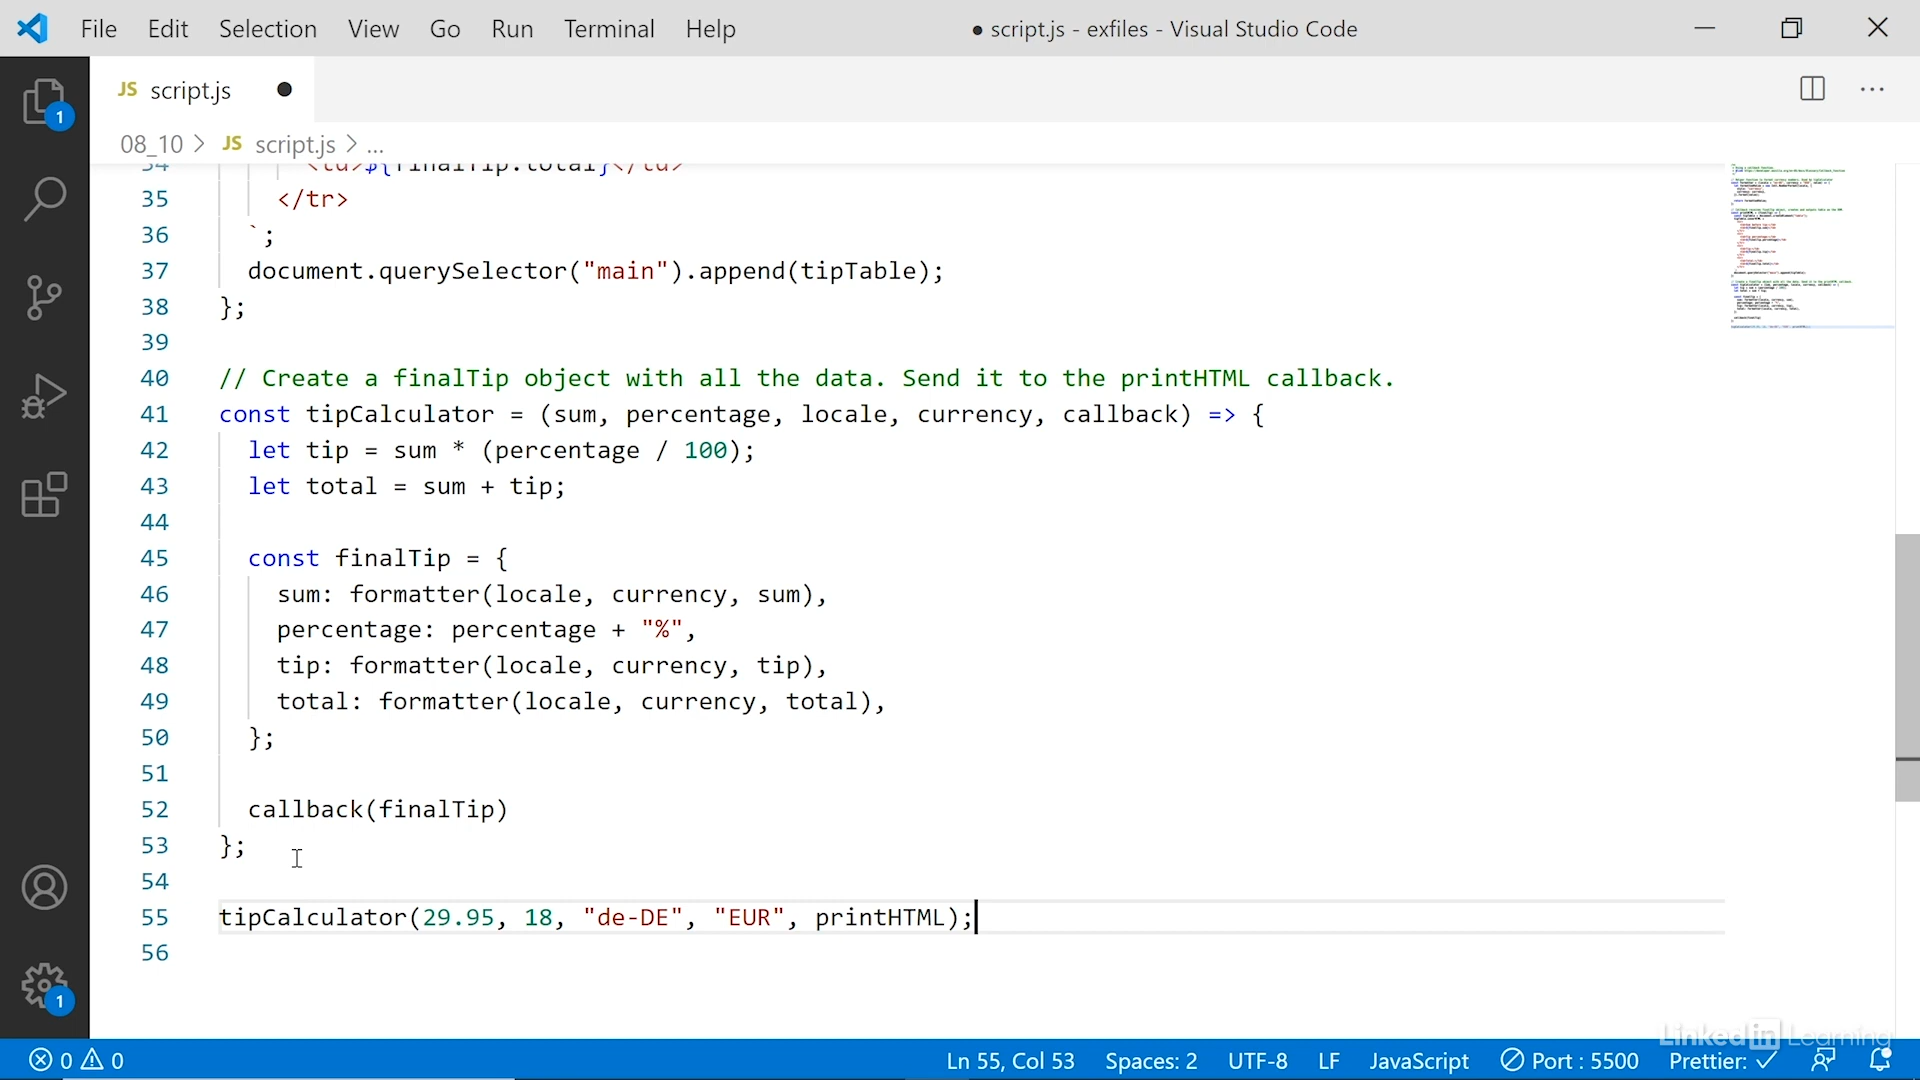 File Edit Selection View Go Run Terminal Help ● script.js - exfiles - Visual Studio Code
1
JS script.js
08_10 > JS script.js > ...
34 <td>${finalTip.total}</td>
35 </tr>
36 `;
37 document.querySelector("main").append(tipTable);
38 };
39
40 // Create a finalTip object with all the data. Send it to the printHTML callback.
41 const tipCalculator = (sum, percentage, locale, currency, callback) => {
42 let tip = sum * (percentage / 100);
43 let total = sum + tip;
44
45 const finalTip = {
46 sum: formatter(locale, currency, sum),
47 percentage: percentage + "%",
48 tip: formatter(locale, currency, tip),
49 total: formatter(locale, currency, total),
50 };
51
52 callback(finalTip)
53 };
54
55 tipCalculator(29.95, 18, "de-DE", "EUR", printHTML);
56
1
LinkedIn Learning
0 0 Ln 55, Col 53 Spaces: 2 UTF-8 LF JavaScript Port : 5500 Prettier: ✓